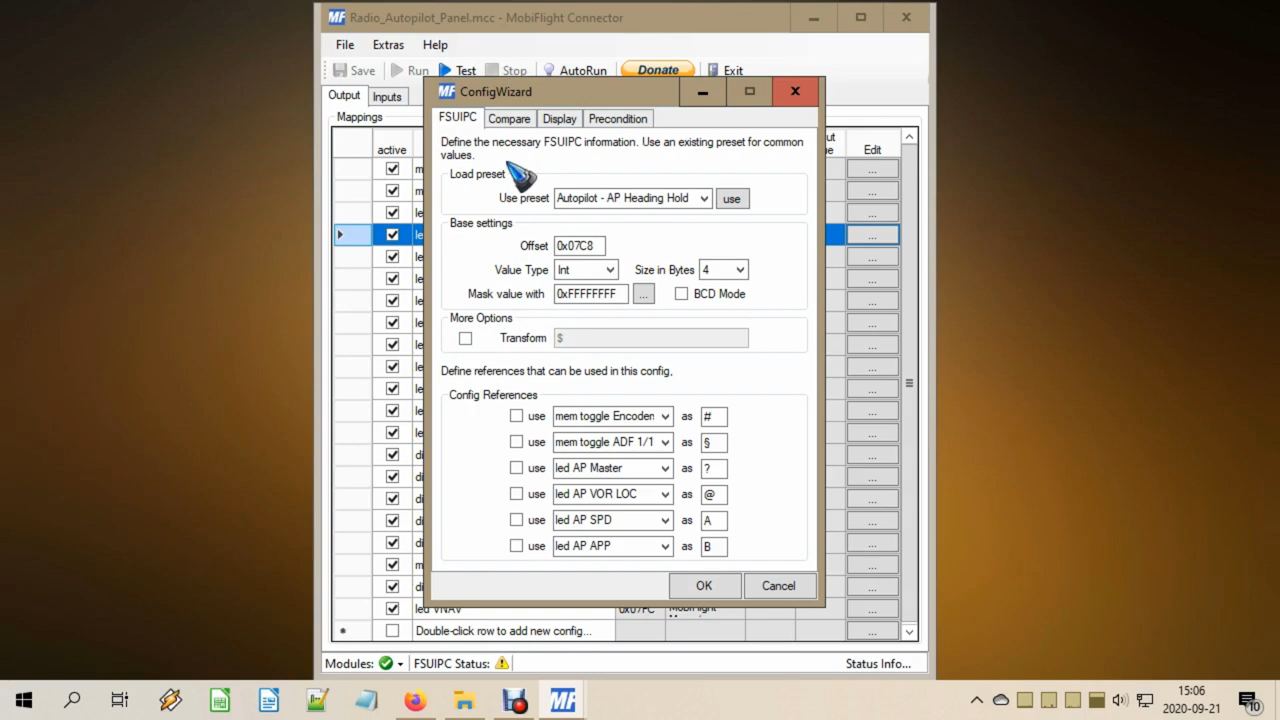 MF Radio_Autopilot_Panel.mcc - MobiFlight Connector
File Extras Help
Save Run Test Stop AutoRun Donate Exit
Output Inputs
Mappings
active
Edit
MF ConfigWizard
FSUIPC Compare Display Precondition
Define the necessary FSUIPC information. Use an existing preset for common
values.
Load preset
Use preset Autopilot - AP Heading Hold use
Base settings
Offset 0x07C8
Value Type Int Size in Bytes 4
Mask value with 0xFFFFFFFF ... BCD Mode
More Options
Transform $
Define references that can be used in this config.
Config References
use mem toggle Encoder as #
use mem toggle ADF 1/1 as §
use led AP Master as ?
use led AP VOR LOC as @
use led AP SPD as A
use led AP APP as B
OK Cancel
led VNAV 0x07FC MobiFlight
* Double-click row to add new config... ...
Modules: FSUIPC Status: Status Info...
MF
15:06
2020-09-21
10